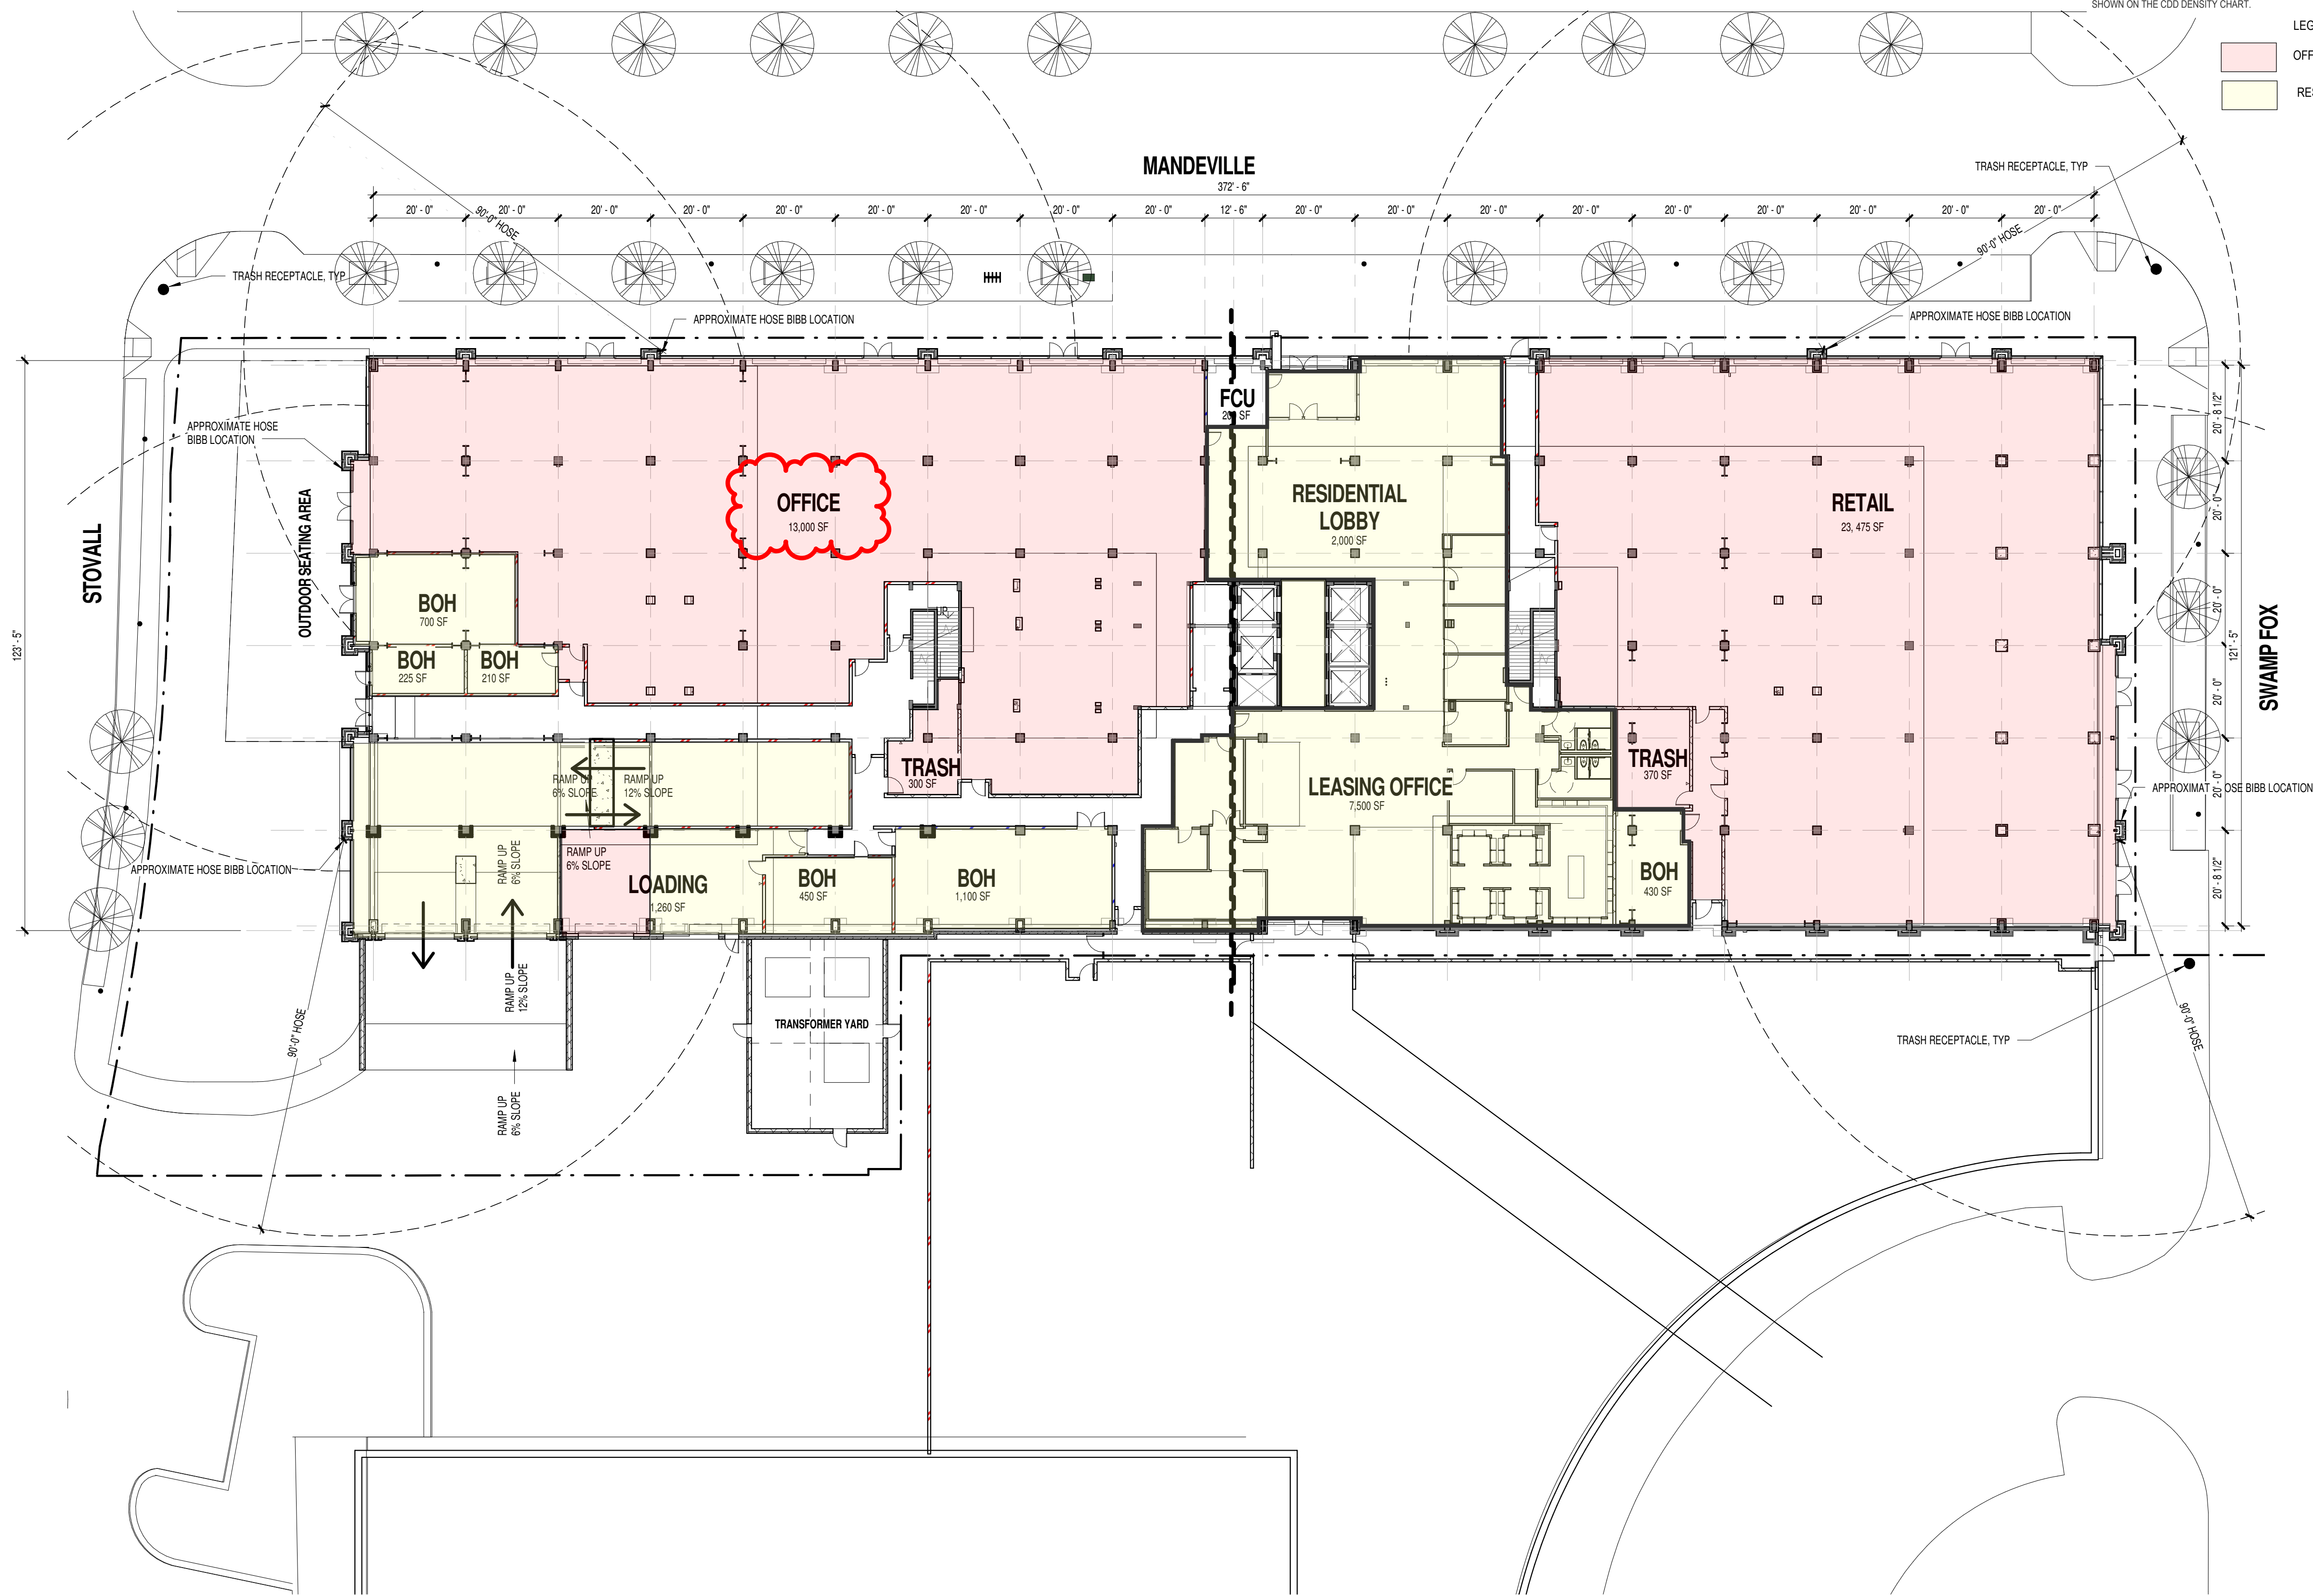 SHOWN ON THE CDD DENSITY CHART.
LEG
OFF
RES
MANDEVILLE
372' - 6"
TRASH RECEPTACLE, TYP
20' - 0"
20' - 0"
20' - 0"
20' - 0"
20' - 0"
20' - 0"
20' - 0"
20' - 0"
20' - 0"
12' - 6"
20' - 0"
20' - 0"
20' - 0"
20' - 0"
20' - 0"
20' - 0"
20' - 0"
20' - 0"
20' - 0"
90'-0" HOSE
90'-0" HOSE
TRASH RECEPTACLE, TYP
APPROXIMATE HOSE BIBB LOCATION
APPROXIMATE HOSE BIBB LOCATION
FCU
APPROXIMATE HOSE
BIBB LOCATION
20' - 8 1/2"
OFFICE
13,000 SF
RESIDENTIAL
LOBBY
2,000 SF
RETAIL
23, 475 SF
20' - 0"
OUTDOOR SEATING AREA
STOVALL
BOH
700 SF
UP
20' - 0"
123' - 5"
BOH
225 SF
BOH
210 SF
121' - 5"
SWAMP FOX
20' - 0"
TRASH
300 SF
TRASH
370 SF
RAMP UP
6% SLOPE
RAMP UP
12% SLOPE
LEASING OFFICE
7,500 SF
20' - 0"
APPROXIMAT OSE BIBB LOCATION
APPROXIMATE HOSE BIBB LOCATION
RAMP UP
6% SLOPE
RAMP UP
6% SLOPE
LOADING
1,260 SF
BOH
450 SF
BOH
1,100 SF
BOH
430 SF
20' - 8 1/2"
RAMP UP
12% SLOPE
TRANSFORMER YARD
90'-0" HOSE
90'-0" HOSE
TRASH RECEPTACLE, TYP
RAMP UP
6% SLOPE